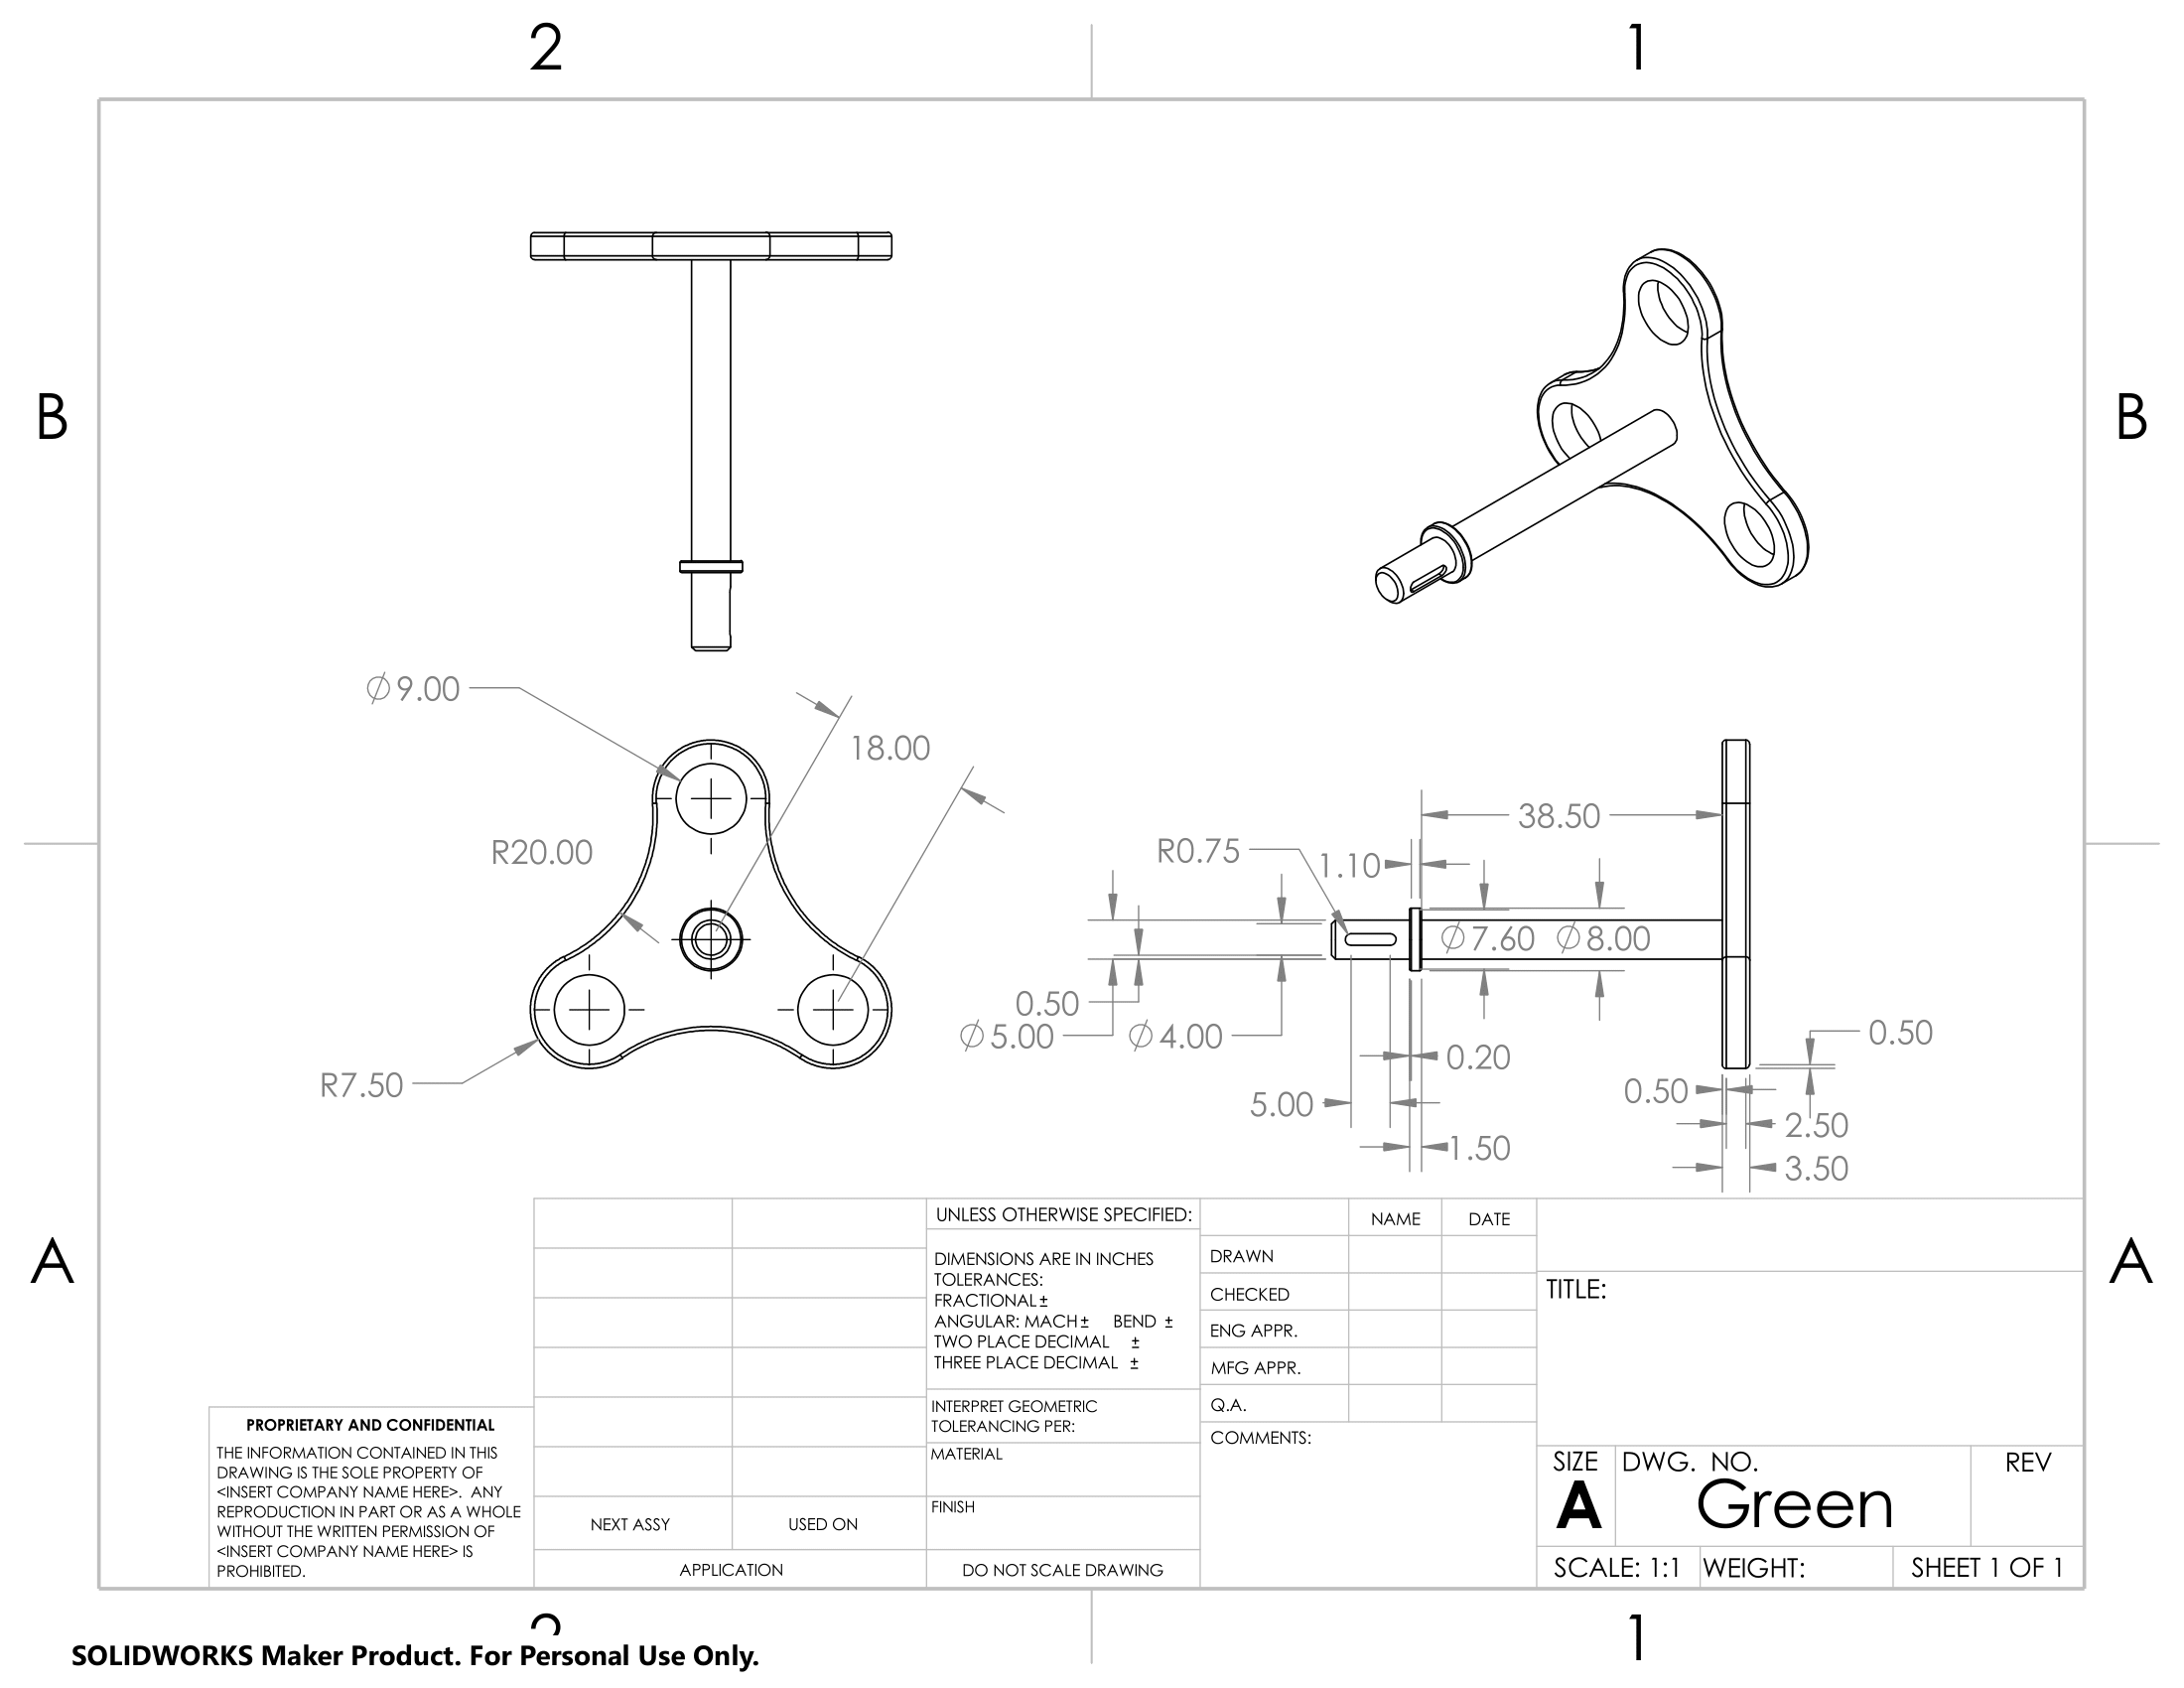 2
1
B
B
⌀9.00
18.00
R20.00
R7.50
38.50
R0.75
1.10
⌀7.60
⌀8.00
0.50
⌀5.00
⌀4.00
0.20
5.00
1.50
0.50
0.50
2.50
3.50
A
A
UNLESS OTHERWISE SPECIFIED:
DIMENSIONS ARE IN INCHES
TOLERANCES:
FRACTIONAL±
ANGULAR: MACH± BEND ±
TWO PLACE DECIMAL ±
THREE PLACE DECIMAL ±
INTERPRET GEOMETRIC
TOLERANCING PER:
MATERIAL
FINISH
DO NOT SCALE DRAWING
NAME DATE
DRAWN
CHECKED
ENG APPR.
MFG APPR.
Q.A.
COMMENTS:
TITLE:
SIZE DWG. NO. REV
A Green
SCALE: 1:1 WEIGHT: SHEET 1 OF 1
PROPRIETARY AND CONFIDENTIAL
THE INFORMATION CONTAINED IN THIS
DRAWING IS THE SOLE PROPERTY OF
<INSERT COMPANY NAME HERE>. ANY
REPRODUCTION IN PART OR AS A WHOLE
WITHOUT THE WRITTEN PERMISSION OF
<INSERT COMPANY NAME HERE> IS
PROHIBITED.
NEXT ASSY USED ON
APPLICATION
2
1
SOLIDWORKS Maker Product. For Personal Use Only.